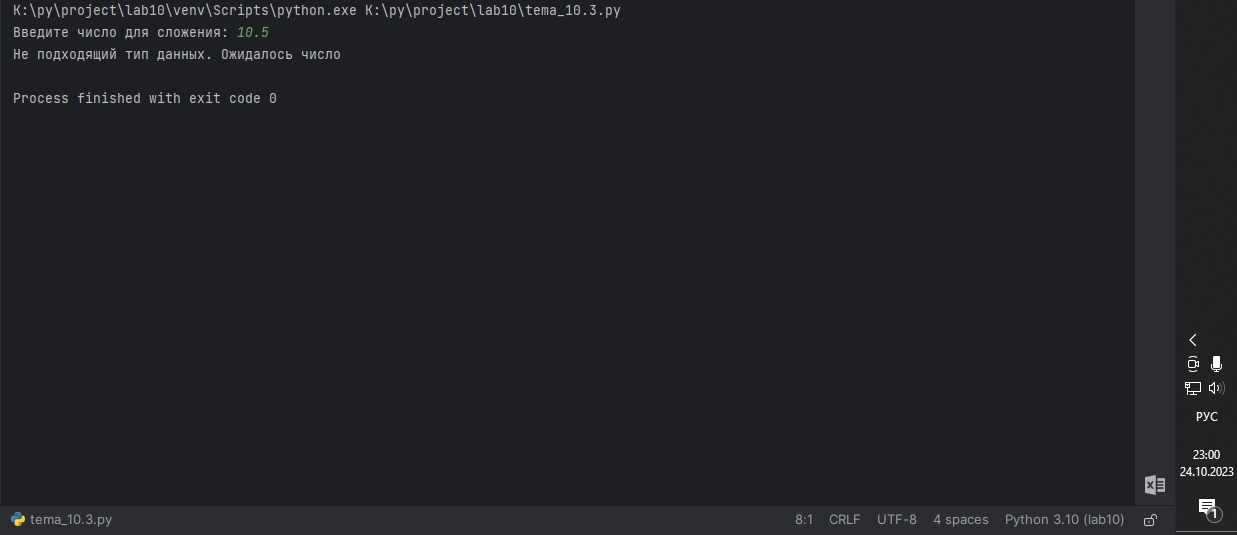 K:\py\project\lab10\venv\Scripts\python.exe K:\py\project\lab10\tema_10.3.py
Введите число для сложения: 10.5
Не подходящий тип данных. Ожидалось число
Process finished with exit code 0
РУС
23:00
24.10.2023
1
tema_10.3.py 8:1 CRLF UTF-8 4 spaces Python 3.10 (lab10)